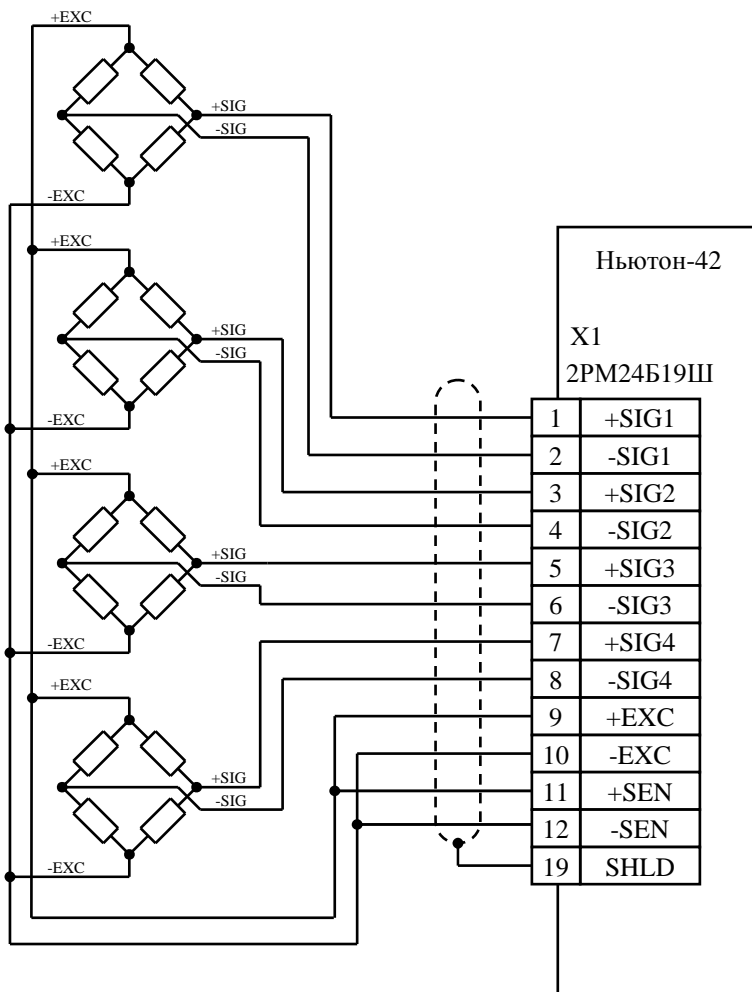 +EXC
+SIG
-SIG
-EXC
+EXC
+SIG
-SIG
-EXC
+EXC
+SIG
-SIG
-EXC
+EXC
+SIG
-SIG
-EXC
Ньютон-42
X1
2РМ24Б19Ш
1 +SIG1
2 -SIG1
3 +SIG2
4 -SIG2
5 +SIG3
6 -SIG3
7 +SIG4
8 -SIG4
9 +EXC
10 -EXC
11 +SEN
12 -SEN
19 SHLD